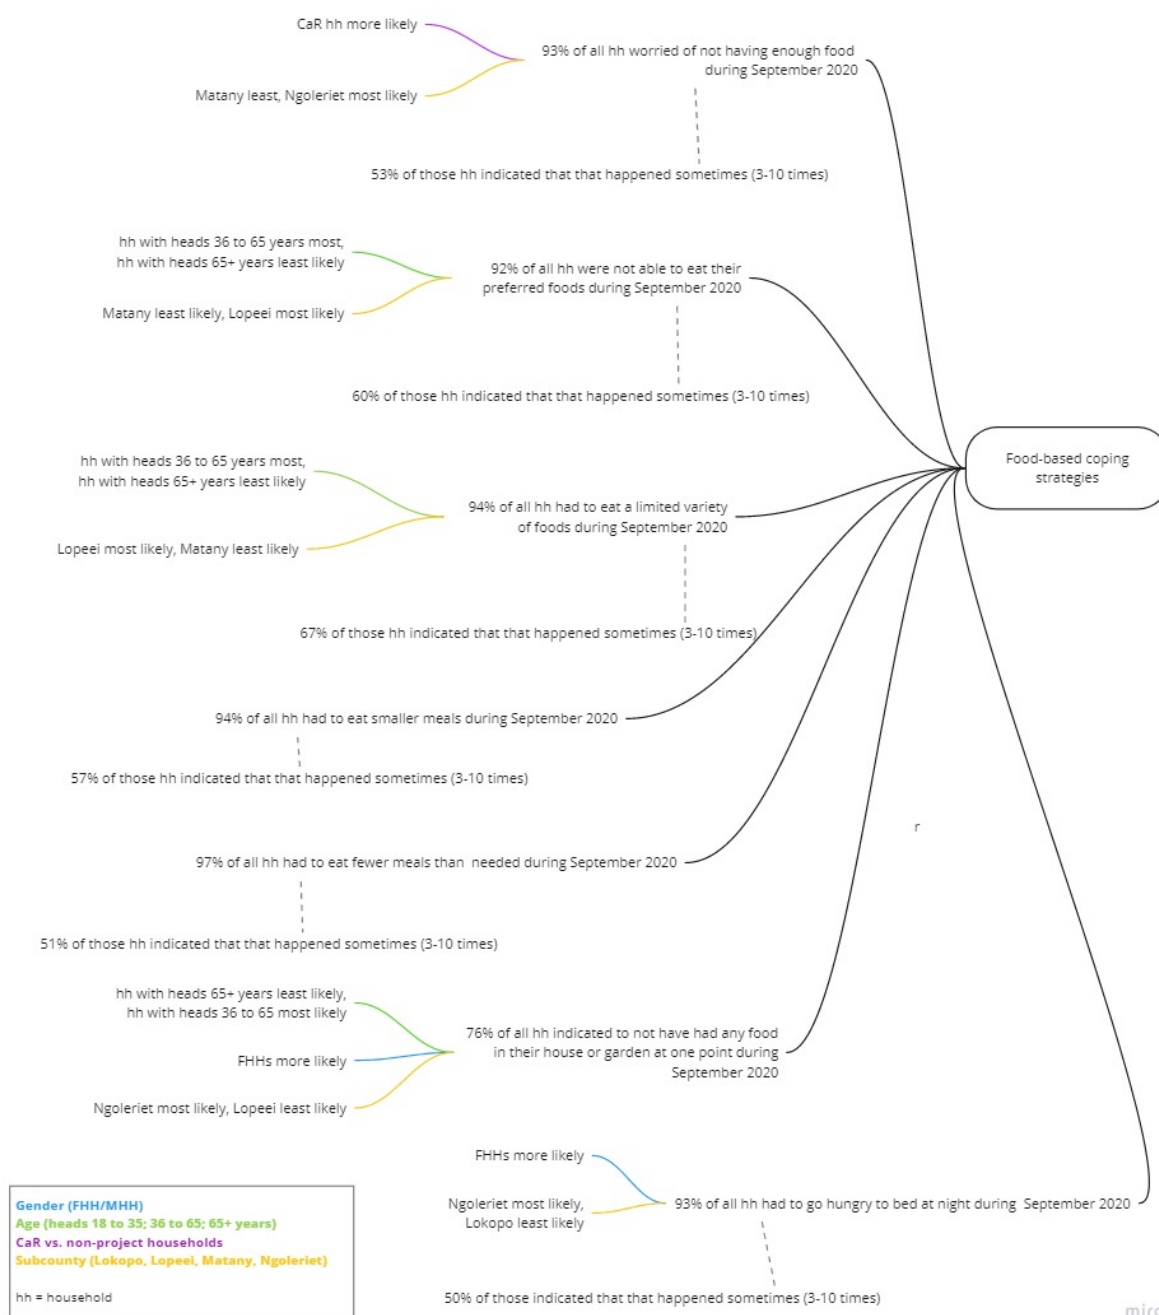 CaR hh more likely
93% of all hh worried of not having enough food
during September 2020
Matany least, Ngoleriet most likely
53% of those hh indicated that that happened sometimes (3-10 times)
hh with heads 36 to 65 years most,
hh with heads 65+ years least likely
92% of all hh were not able to eat their
preferred foods during September 2020
Matany least likely, Lopeei most likely
60% of those hh indicated that that happened sometimes (3-10 times)
Food-based coping
strategies
hh with heads 36 to 65 years most,
hh with heads 65+ years least likely
94% of all hh had to eat a limited variety
of foods during September 2020
Lopeei most likely, Matany least likely
67% of those hh indicated that that happened sometimes (3-10 times)
94% of all hh had to eat smaller meals during September 2020
57% of those hh indicated that that happened sometimes (3-10 times)
r
97% of all hh had to eat fewer meals than  needed during September 2020
51% of those hh indicated that that happened sometimes (3-10 times)
hh with heads 65+ years least likely,
hh with heads 36 to 65 most likely
76% of all hh indicated to not have had any food
in their house or garden at one point during
September 2020
FHHs more likely
Ngoleriet most likely, Lopeei least likely
FHHs more likely
Ngoleriet most likely,
Lokopo least likely
93% of all hh had to go hungry to bed at night during  September 2020
50% of those indicated that that happened sometimes (3-10 times)
Gender (FHH/MHH)
Age (heads 18 to 35; 36 to 65; 65+ years)
CaR vs. non-project households
Subcounty (Lokopo, Lopeei, Matany, Ngoleriet)
hh = household